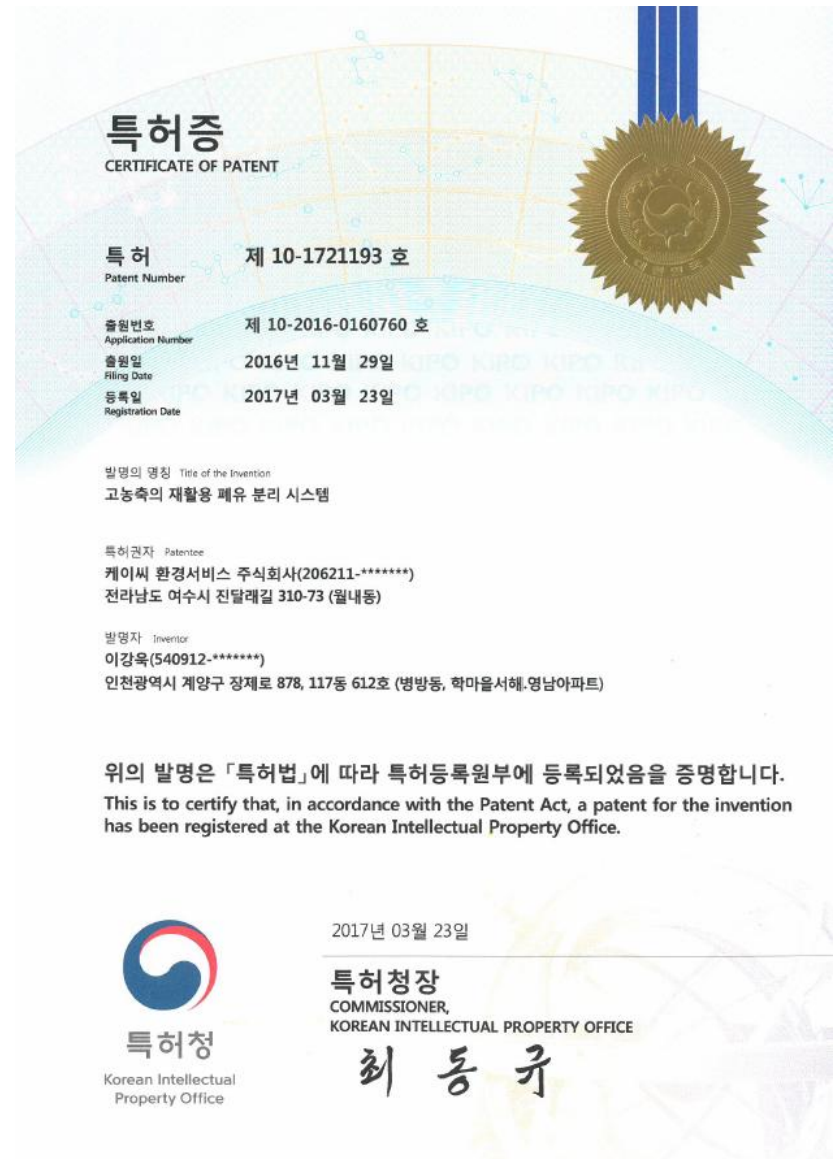 특허증
CERTIFICATE OF PATENT
특 허 제 10-1721193 호
Patent Number
출원번호 제 10-2016-0160760 호
Application Number
출원일 2016년 11월 29일
Filing Date
등록일 2017년 03월 23일
Registration Date
발명의 명칭 Title of the Invention
고농축의 재활용 폐유 분리 시스템
특허권자 Patentee
케이씨 환경서비스 주식회사(206211-*******)
전라남도 여수시 진달래길 310-73 (월내동)
발명자 Inventor
이강욱(540912-*******)
인천광역시 계양구 장제로 878, 117동 612호 (병방동, 학마을서해.영남아파트)
위의 발명은 「특허법」에 따라 특허등록원부에 등록되었음을 증명합니다.
This is to certify that, in accordance with the Patent Act, a patent for the invention
has been registered at the Korean Intellectual Property Office.
2017년 03월 23일
특허청장
COMMISSIONER,
KOREAN INTELLECTUAL PROPERTY OFFICE
최 동 규
특허청
Korean Intellectual
Property Office